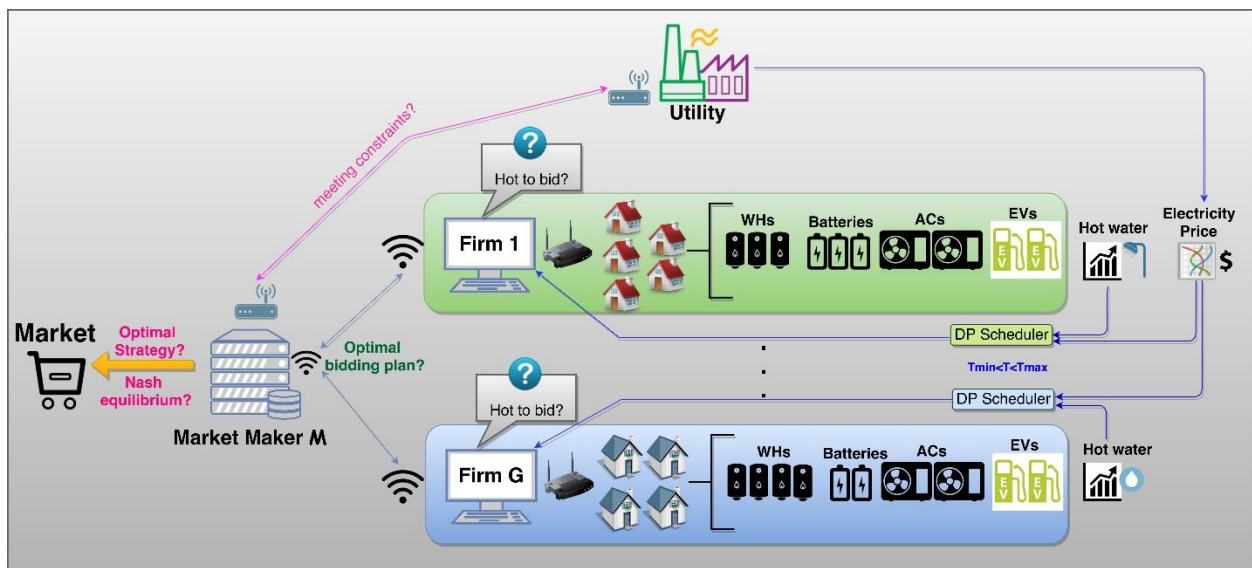 Utility
meeting constraints?
?
Hot to bid?
Firm 1
WHs
Batteries
ACs
EVs
EV
EV
Hot water
Electricity
Price
$
DP Scheduler
Tmin<T<Tmax
DP Scheduler
Market
Optimal
Strategy?
Nash
equilibrium?
Optimal
bidding plan?
Market Maker M
?
Hot to bid?
Firm G
WHs
Batteries
ACs
EVs
EV
EV
Hot water